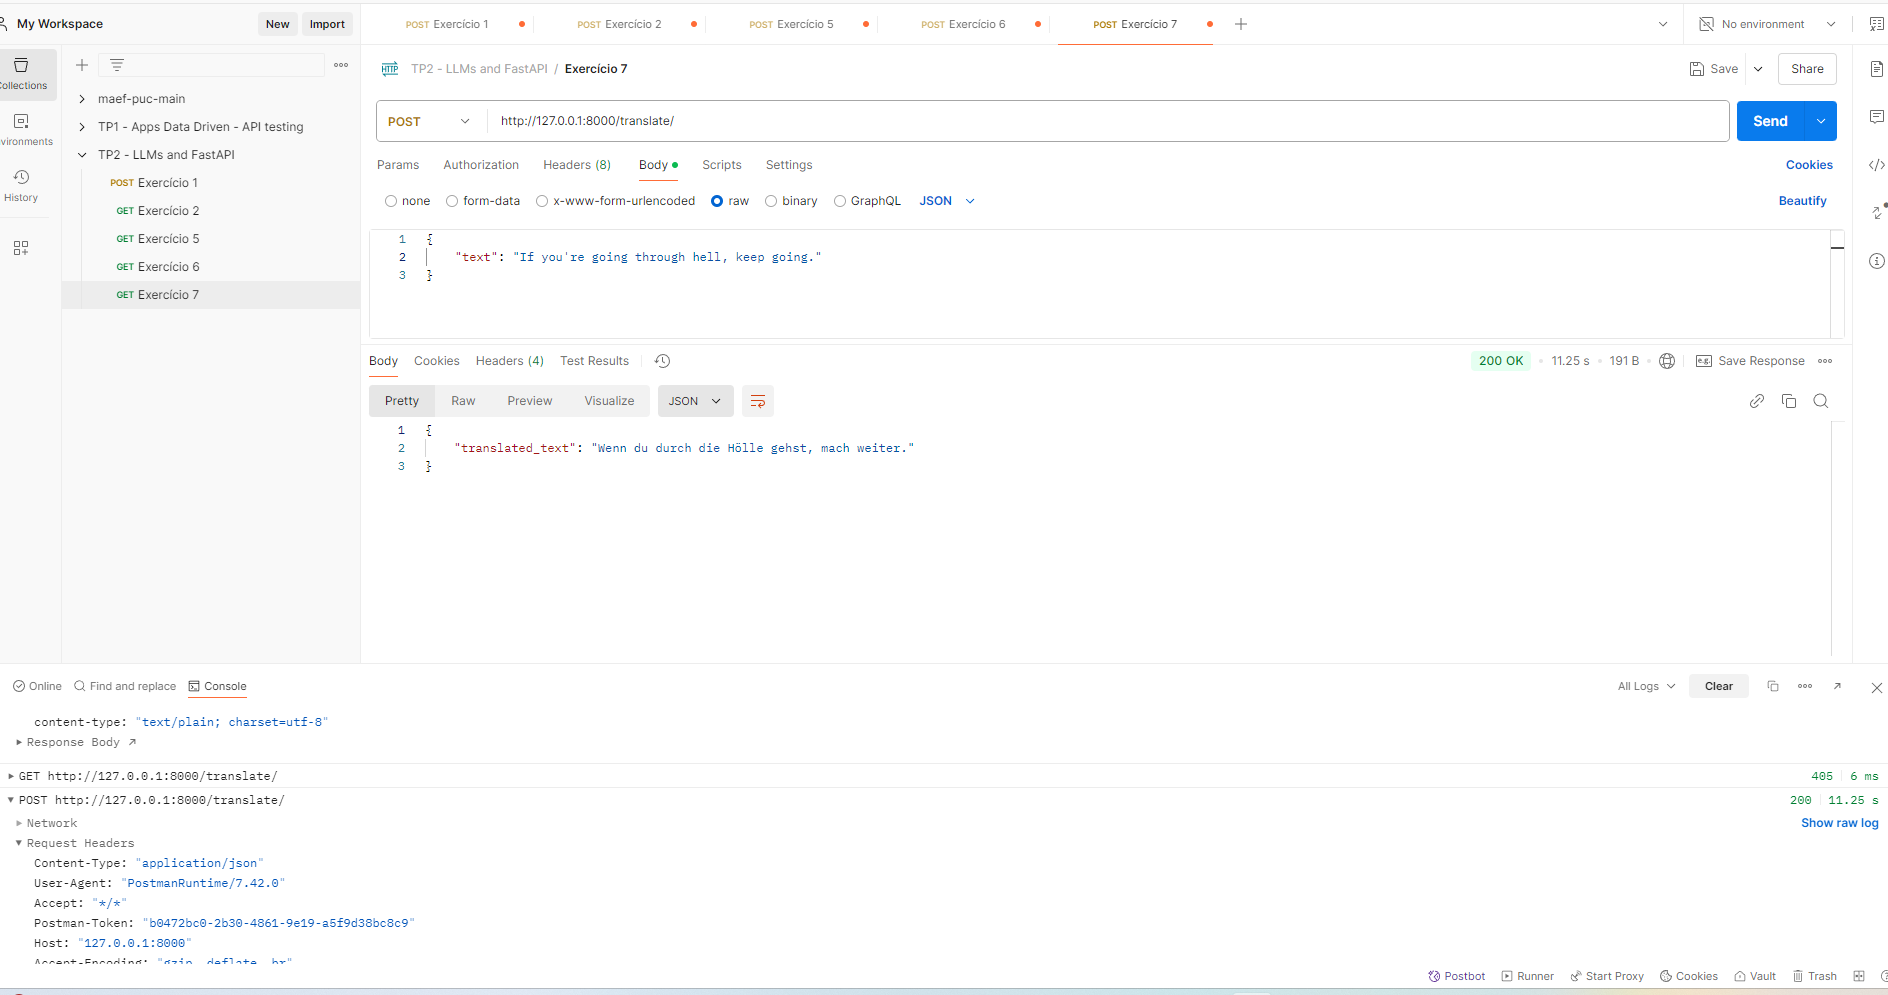 My Workspace New Import
POST Exercício 1 POST Exercício 2 POST Exercício 5 POST Exercício 6 POST Exercício 7 No environment
Collections
Environments
History
maef-puc-main
TP1 - Apps Data Driven - API testing
TP2 - LLMs and FastAPI
POST Exercício 1
GET Exercício 2
GET Exercício 5
GET Exercício 6
GET Exercício 7
HTTP TP2 - LLMs and FastAPI / Exercício 7 Save Share
POST http://127.0.0.1:8000/translate/ Send
Params Authorization Headers (8) Body Scripts Settings Cookies
none form-data x-www-form-urlencoded raw binary GraphQL JSON Beautify
1 {
2 "text": "If you're going through hell, keep going."
3 }
Body Cookies Headers (4) Test Results 200 OK 11.25 s 191 B e.g. Save Response
Pretty Raw Preview Visualize JSON
1 {
2 "translated_text": "Wenn du durch die Hölle gehst, mach weiter."
3 }
Online Find and replace Console All Logs Clear
content-type: "text/plain; charset=utf-8"
Response Body
GET http://127.0.0.1:8000/translate/ 405 6 ms
POST http://127.0.0.1:8000/translate/ 200 11.25 s
Network Show raw log
Request Headers
Content-Type: "application/json"
User-Agent: "PostmanRuntime/7.42.0"
Accept: "*/*"
Postman-Token: "b0472bc0-2b30-4861-9e19-a5f9d38bc8c9"
Host: "127.0.0.1:8000"
Accept-Encoding: "gzip, deflate, br"
Postbot Runner Start Proxy Cookies Vault Trash